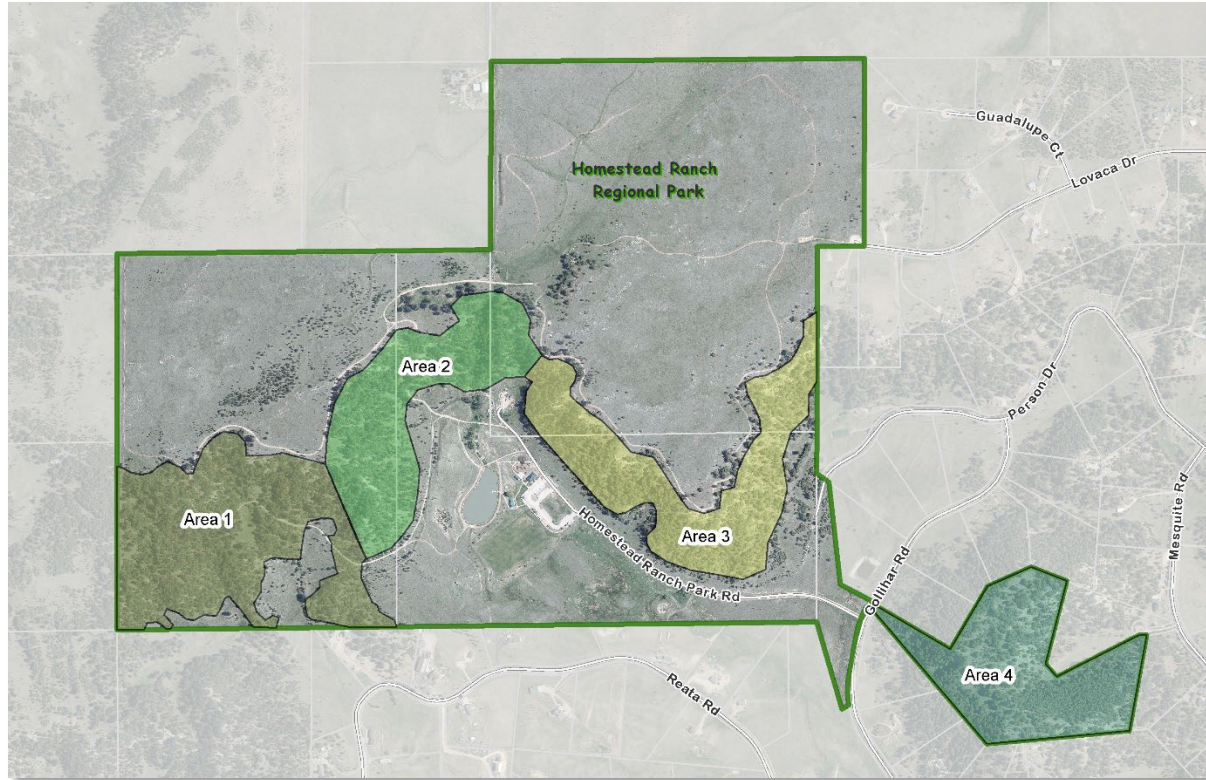 Guadalupe Ct
Lovaca Dr
Homestead Ranch
Regional Park
Area 2
Person Dr
Area 1
Area 3
Mesquite Rd
Homestead Ranch Park Rd
Gollihar Rd
Area 4
Reata Rd